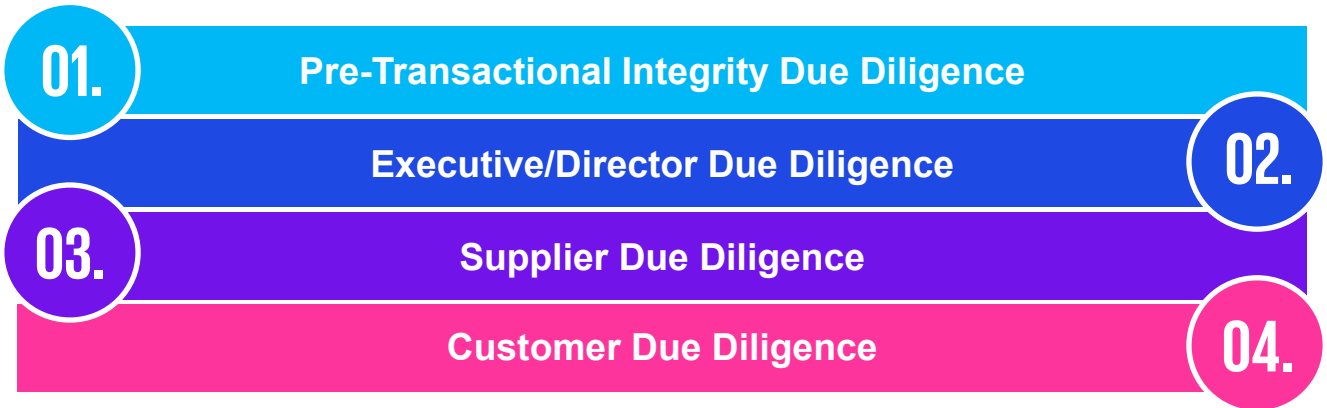 01. Pre-Transactional Integrity Due Diligence
Executive/Director Due Diligence 02.
03. Supplier Due Diligence
Customer Due Diligence 04.